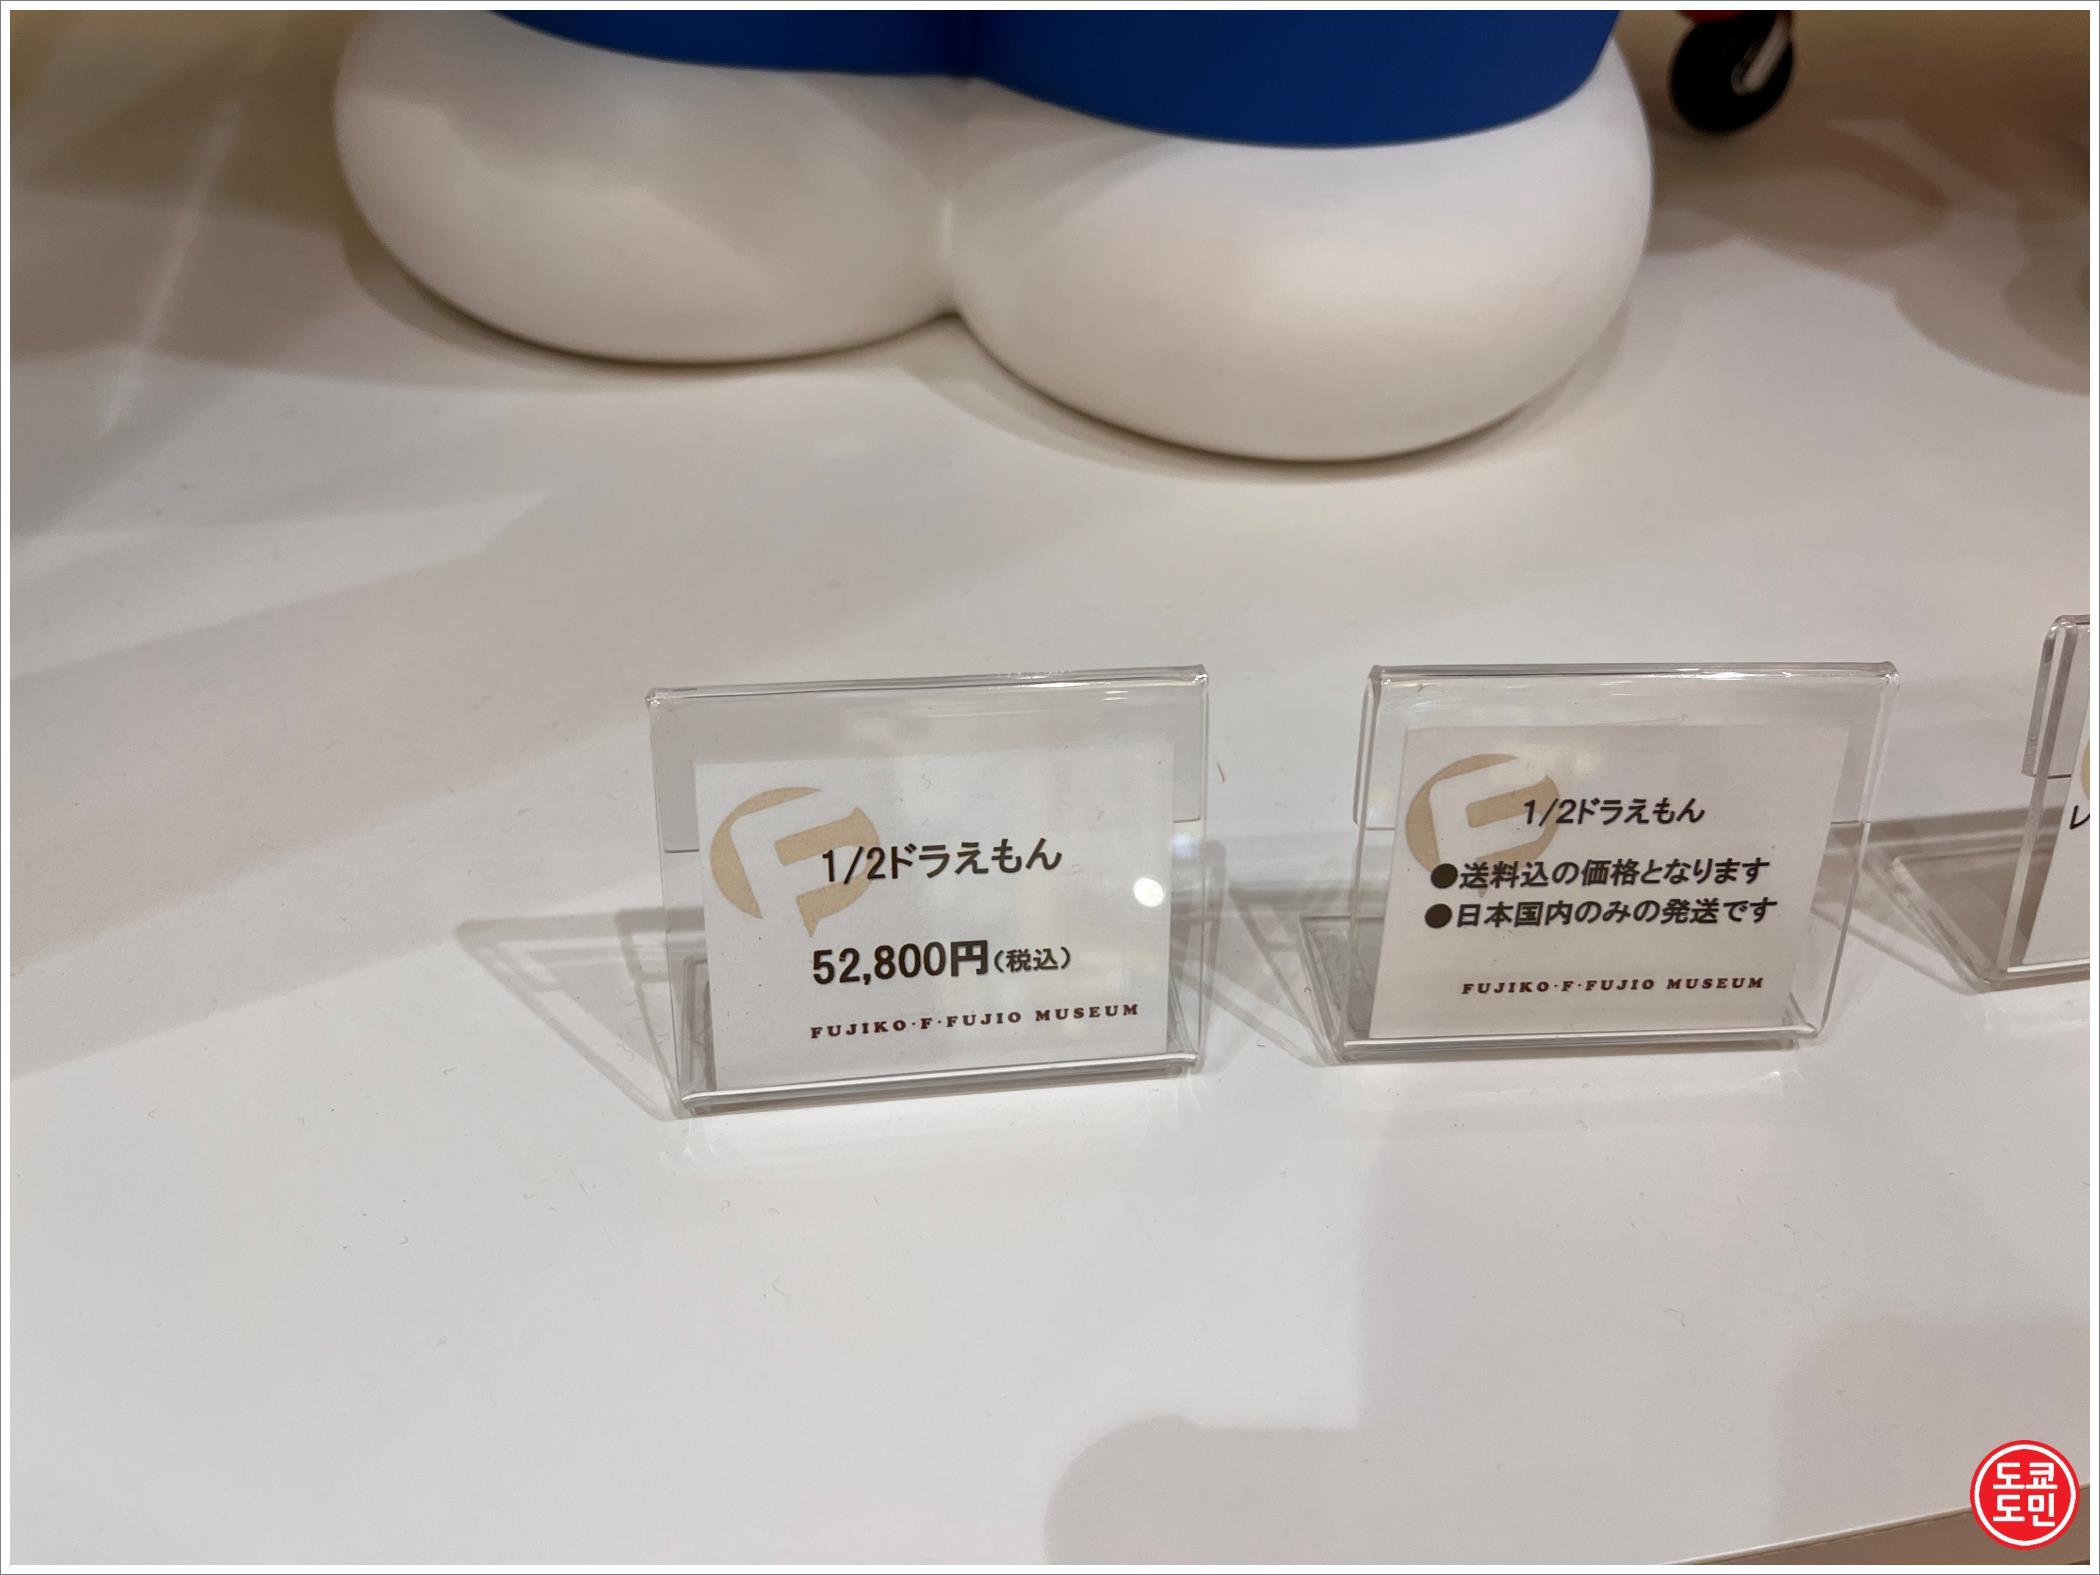 1/2ドラえもん
52,800円(税込)
FUJIKO・F・FUJIO MUSEUM
1/2ドラえもん
●送料込の価格となります
●日本国内のみの発送です
FUJIKO・F・FUJIO MUSEUM
レ
도쿄
도민